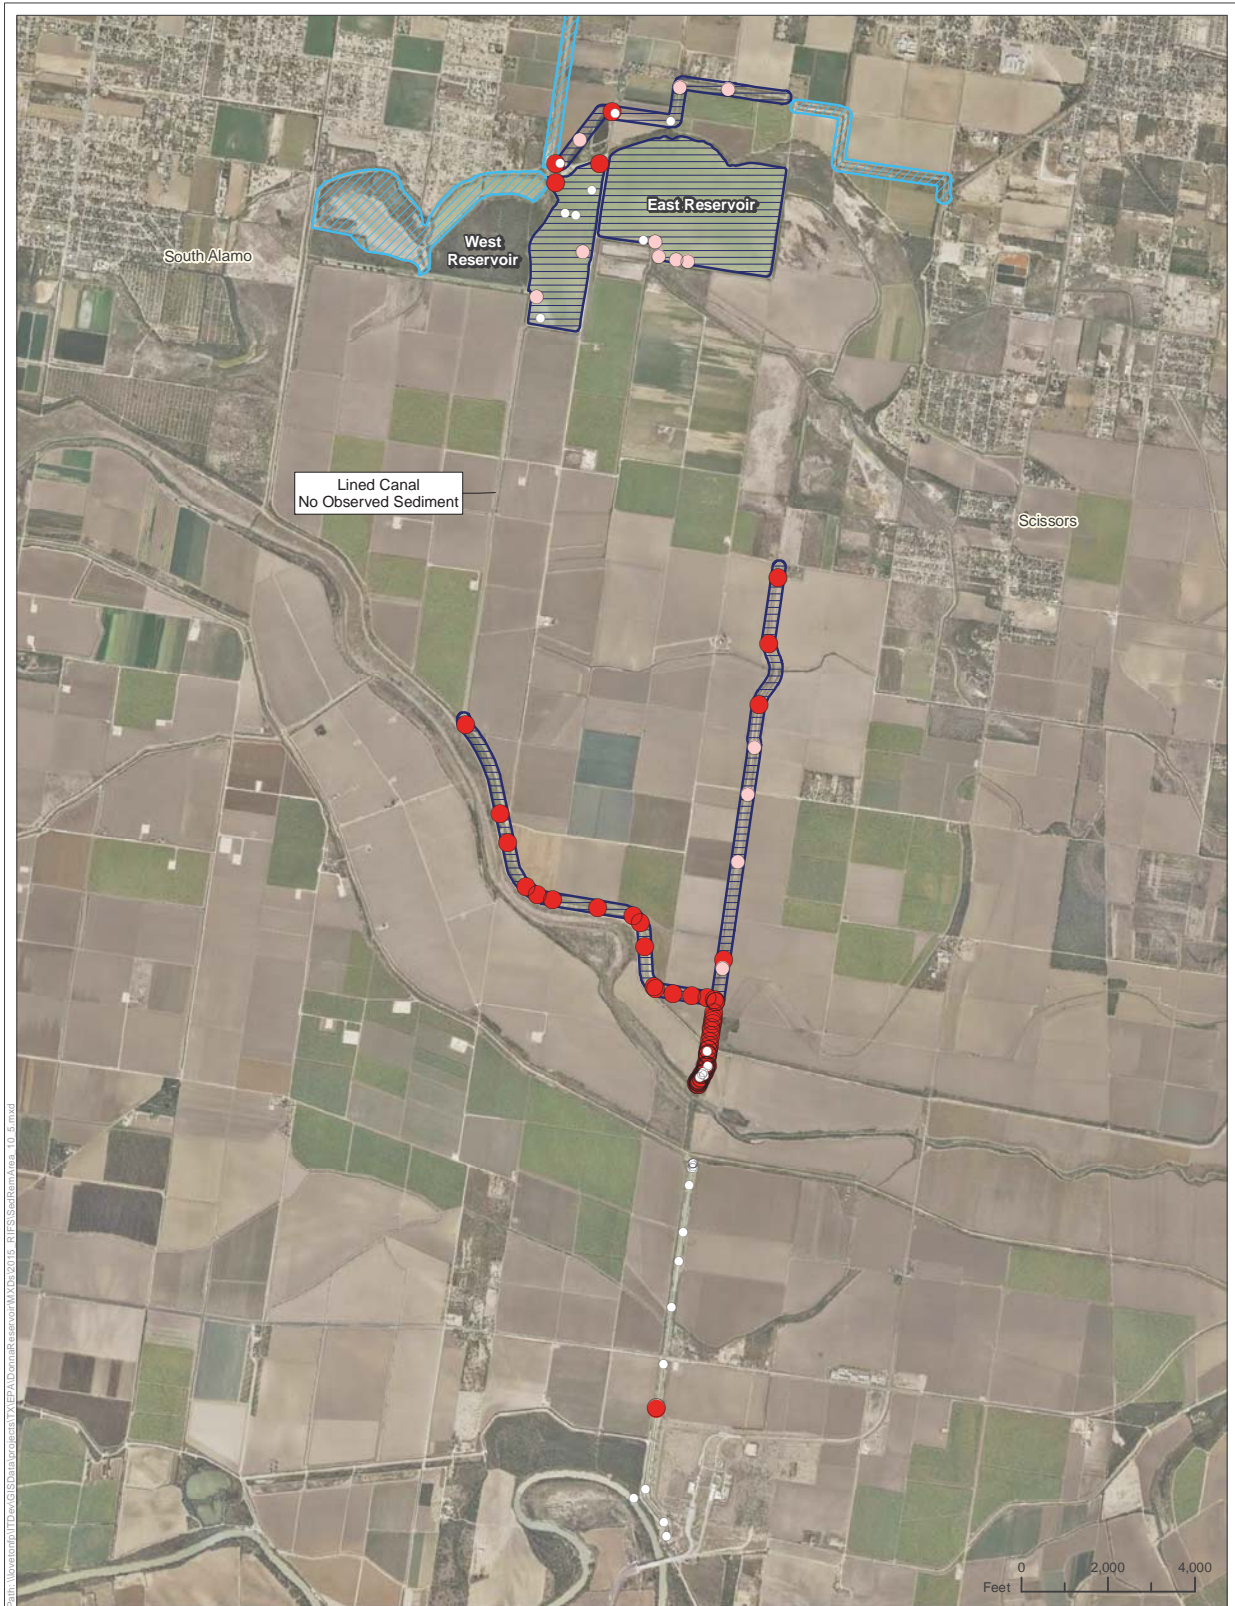 East Reservoir
West
Reservoir
South Alamo
Lined Canal
No Observed Sediment
Scissors
0 2,000 4,000
Feet